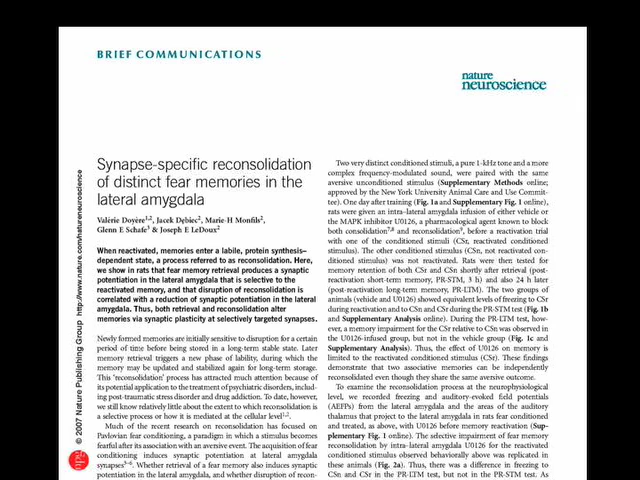 BRIEF COMMUNICATIONS
nature
neuroscience
© 2007 Nature Publishing Group http://www.nature.com/natureneuroscience
Synapse-specific reconsolidation
of distinct fear memories in the
lateral amygdala
Valérie Doyère1,2, Jacek Dębiec2, Marie-H Monfils2,
Glenn E Schafe3 & Joseph E LeDoux2
When reactivated, memories enter a labile, protein synthesis–
dependent state, a process referred to as reconsolidation. Here,
we show in rats that fear memory retrieval produces a synaptic
potentiation in the lateral amygdala that is selective to the
reactivated memory, and that disruption of reconsolidation is
correlated with a reduction of synaptic potentiation in the lateral
amygdala. Thus, both retrieval and reconsolidation alter
memories via synaptic plasticity at selectively targeted synapses.
Newly formed memories are initially sensitive to disruption for a certain
period of time before being stored in a long-term stable state. Later
memory retrieval triggers a new phase of lability, during which the
memory may be updated and stabilized again for long-term storage.
This 'reconsolidation' process has attracted much attention because of
its potential application to the treatment of psychiatric disorders, includ-
ing post-traumatic stress disorder and drug addiction. To date, however,
we still know relatively little about the extent to which reconsolidation is
a selective process or how it is mediated at the cellular level1,2.
Much of the recent research on reconsolidation has focused on
Pavlovian fear conditioning, a paradigm in which a stimulus becomes
fearful after its association with an aversive event. The acquisition of fear
conditioning induces synaptic potentiation at lateral amygdala
synapses3–6. Whether retrieval of a fear memory also induces synaptic
potentiation in the lateral amygdala, and whether disruption of recon-
Two very distinct conditioned stimuli, a pure 1-kHz tone and a more
complex frequency-modulated sound, were paired with the same
aversive unconditioned stimulus (Supplementary Methods online;
approved by the New York University Animal Care and Use Commit-
tee). One day after training (Fig. 1a and Supplementary Fig. 1 online),
rats were given an intra-lateral amygdala infusion of either vehicle or
the MAPK inhibitor U0126, a pharmacological agent known to block
both consolidation7,8 and reconsolidation9, before a reactivation trial
with one of the conditioned stimuli (CSr, reactivated conditioned
stimulus). The other conditioned stimulus (CSn, not reactivated con-
ditioned stimulus) was not reactivated. Rats were then tested for
memory retention of both CSr and CSn shortly after retrieval (post-
reactivation short-term memory, PR-STM, 3 h) and also 24 h later
(post-reactivation long-term memory, PR-LTM). The two groups of
animals (vehicle and U0126) showed equivalent levels of freezing to CSr
during reactivation and to CSn and CSr during the PR-STM test (Fig. 1b
and Supplementary Analysis online). During the PR-LTM test, how-
ever, a memory impairment for the CSr relative to CSn was observed in
the U0126-infused group, but not in the vehicle group (Fig. 1c and
Supplementary Analysis). Thus, the effect of U0126 on memory is
limited to the reactivated conditioned stimulus (CSr). These findings
demonstrate that two associative memories can be independently
reconsolidated even though they share the same aversive outcome.
To examine the reconsolidation process at the neurophysiological
level, we recorded freezing and auditory-evoked field potentials
(AEFPs) from the lateral amygdala and the areas of the auditory
thalamus that project to the lateral amygdala in rats fear conditioned
and treated, as above, with U0126 before memory reactivation (Sup-
plementary Fig. 1 online). The selective impairment of fear memory
reconsolidation by intra-lateral amygdala U0126 for the reactivated
conditioned stimulus observed behaviorally above was replicated in
these animals (Fig. 2a). Thus, there was a difference in freezing to
CSn and CSr in the PR-LTM test, but not in the PR-STM test. As